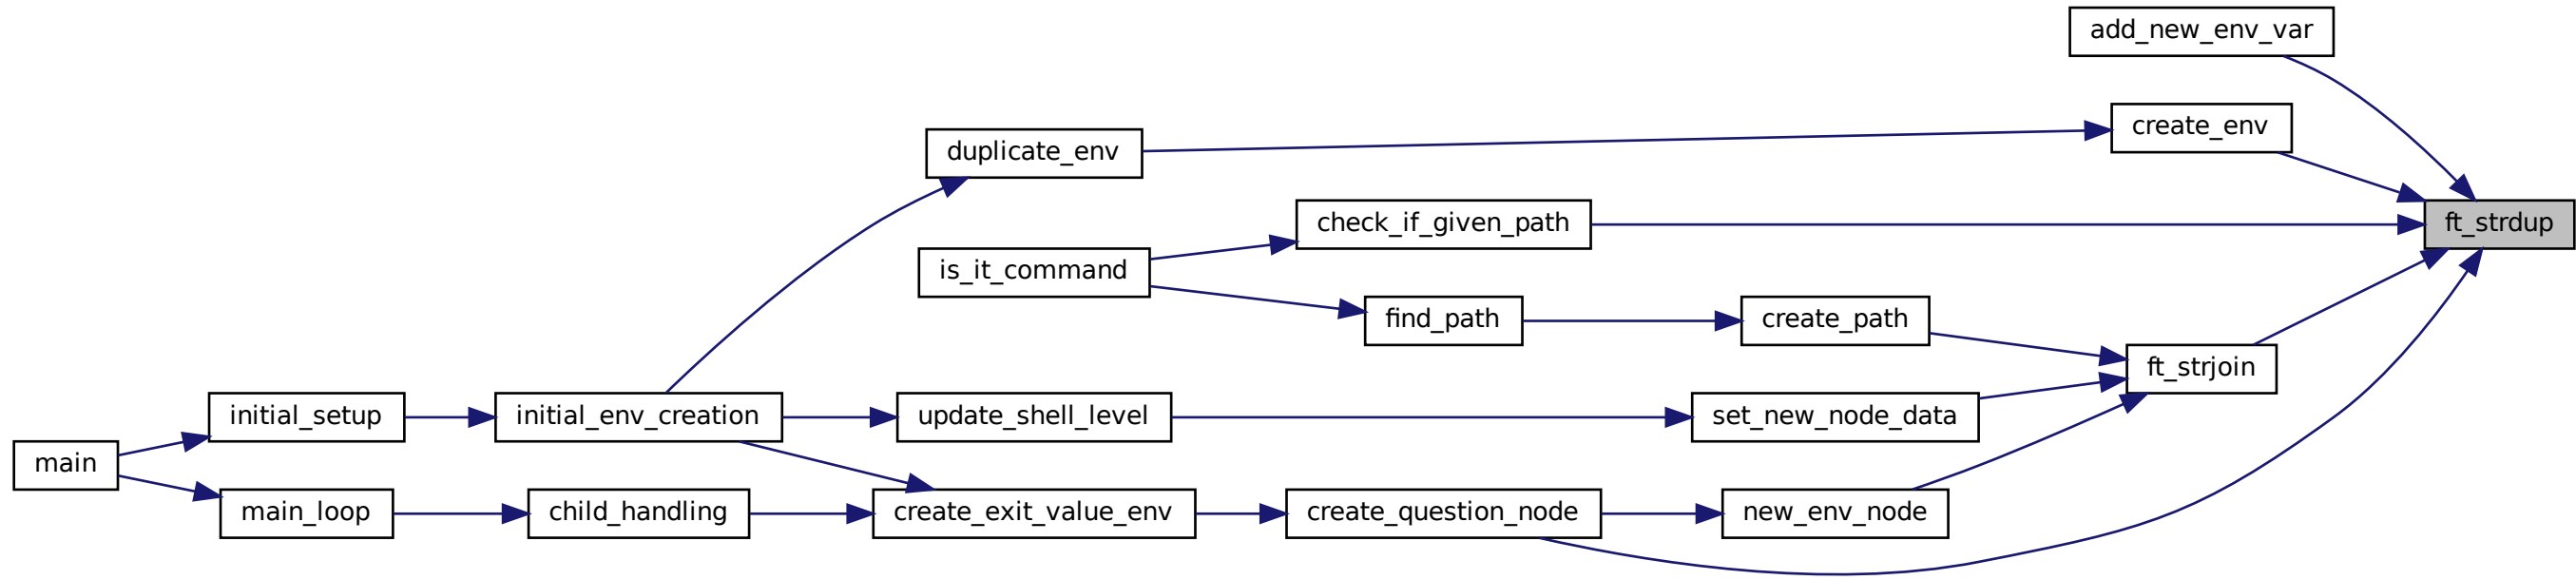 add_new_env_var
create_env
duplicate_env
check_if_given_path
ft_strdup
is_it_command
find_path
create_path
ft_strjoin
initial_setup
initial_env_creation
update_shell_level
set_new_node_data
main
main_loop
child_handling
create_exit_value_env
create_question_node
new_env_node